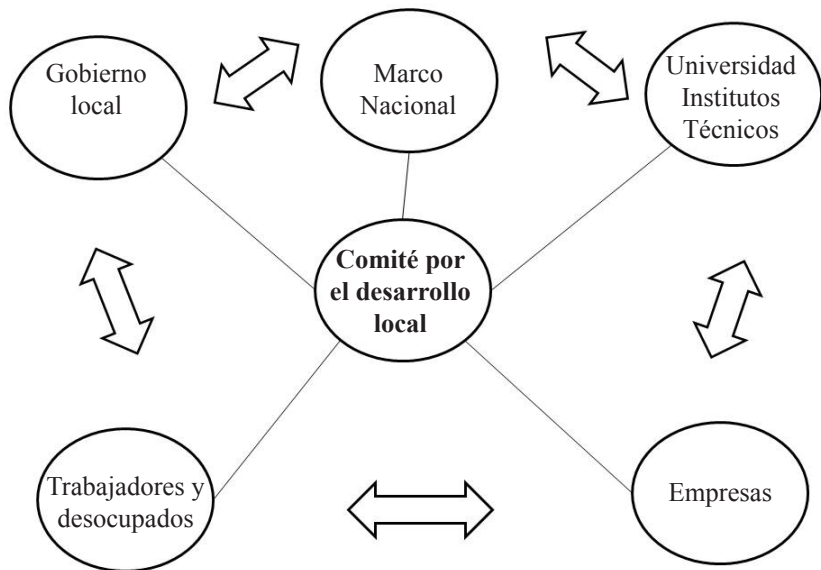 Gobierno
local
Marco
Nacional
Universidad
Institutos
Técnicos
Comité por
el desarrollo
local
Trabajadores y
desocupados
Empresas